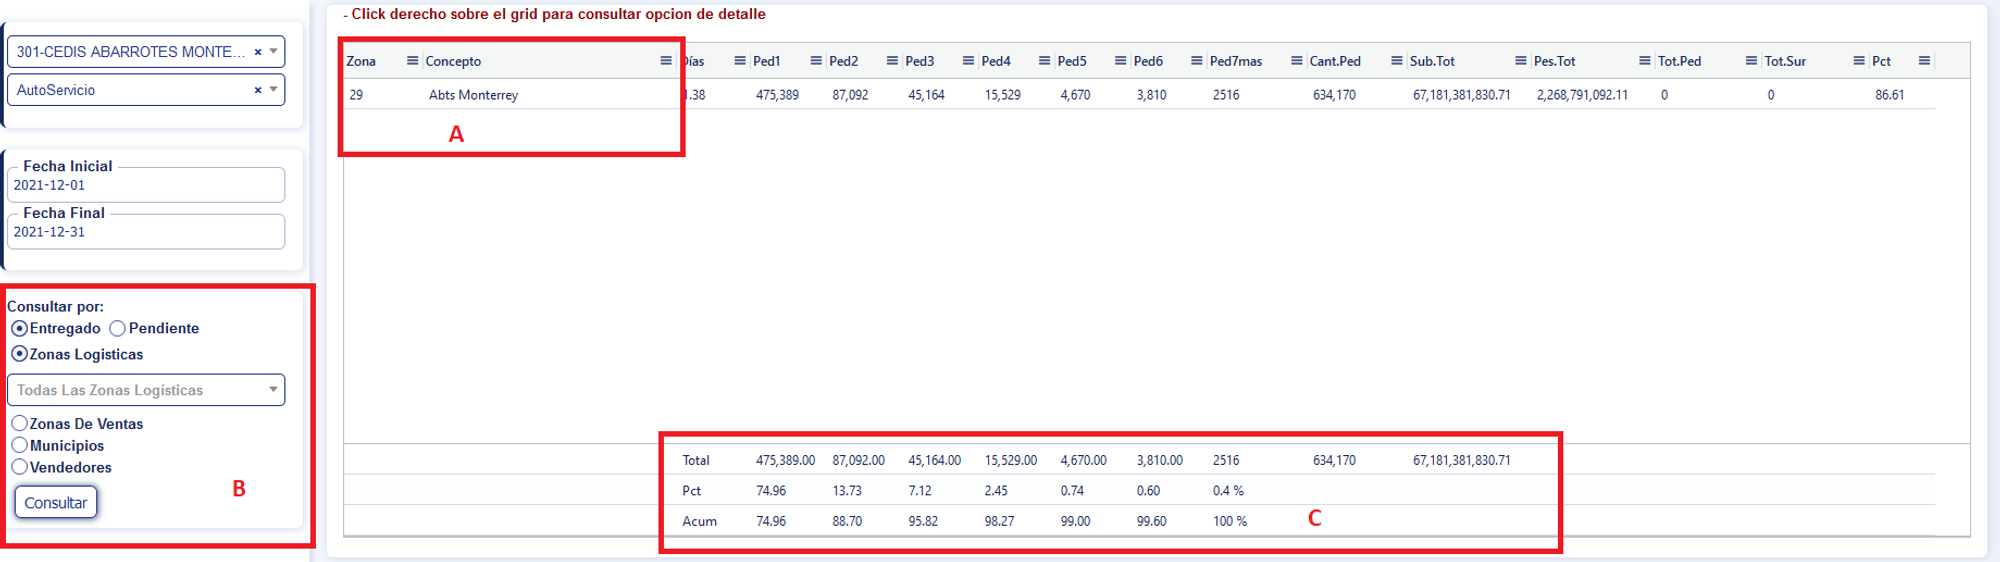 - Click derecho sobre el grid para consultar opcion de detalle
301-CEDIS ABARROTES MONTE... ×
AutoServicio ×
Fecha Inicial
2021-12-01
Fecha Final
2021-12-31
Consultar por:
Entregado Pendiente
Zonas Logisticas
Todas Las Zonas Logísticas
Zonas De Ventas
Municipios
Vendedores
Consultar
B
Zona Concepto Días Ped1 Ped2 Ped3 Ped4 Ped5 Ped6 Ped7mas Cant.Ped Sub.Tot Pes.Tot Tot.Ped Tot.Sur Pct
29 Abts Monterrey 1.38 475,389 87,092 45,164 15,529 4,670 3,810 2516 634,170 67,181,381,830.71 2,268,791,092.11 0 0 86.61
A
Total 475,389.00 87,092.00 45,164.00 15,529.00 4,670.00 3,810.00 2516 634,170 67,181,381,830.71
Pct 74.96 13.73 7.12 2.45 0.74 0.60 0.4 %
Acum 74.96 88.70 95.82 98.27 99.00 99.60 100 %
C